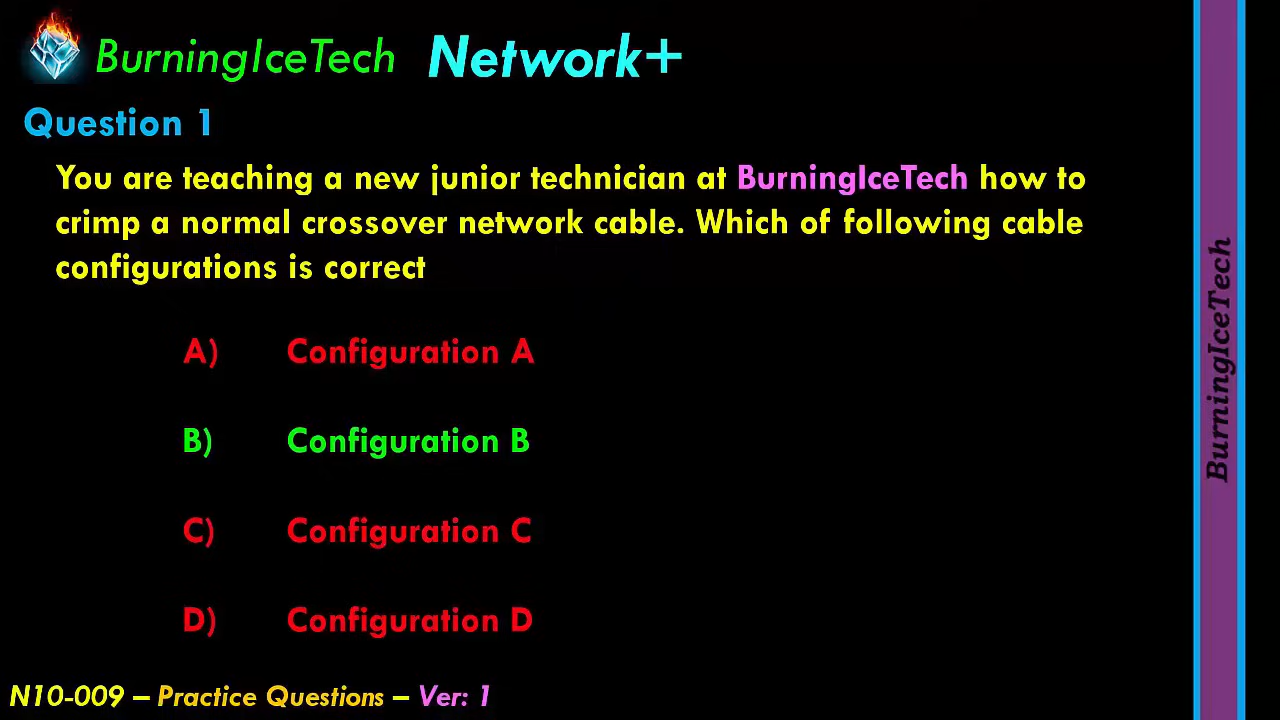 BurningIceTech Network+
Question 1
You are teaching a new junior technician at BurningIceTech how to
crimp a normal crossover network cable. Which of following cable
configurations is correct
A) Configuration A
B) Configuration B
C) Configuration C
D) Configuration D
N10-009 – Practice Questions – Ver: 1
BurningIceTech